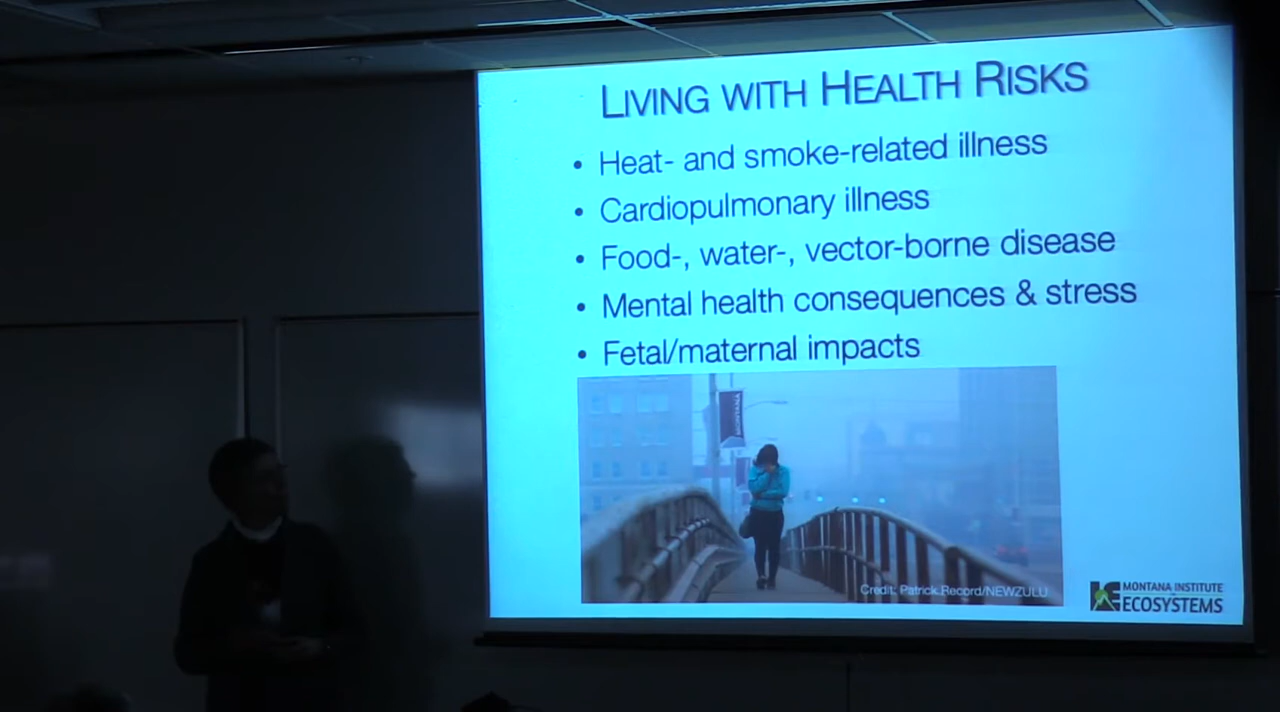 LIVING WITH HEALTH RISKS
• Heat- and smoke-related illness
• Cardiopulmonary illness
• Food-, water-, vector-borne disease
• Mental health consequences & stress
• Fetal/maternal impacts
MONTANA
Credit: Patrick Record/NEWZULU
MONTANA INSTITUTE
ECOSYSTEMS